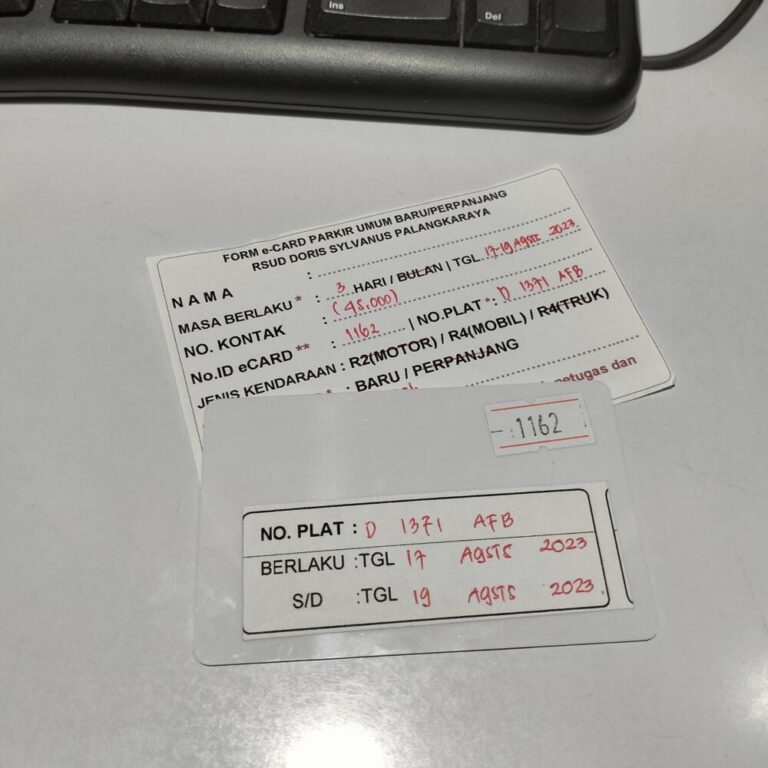 Ins
Del
FORM e-CARD PARKIR UMUM BARU/PERPANJANG
RSUD DORIS SYLVANUS PALANGKARAYA
NAMA :
MASA BERLAKU * : 3 HARI / BULAN | TGL 17-19 AGSTS 2023
NO. KONTAK : (45.000)
No.ID eCARD ** : 1162 | NO.PLAT * : D 1371 AFB
JENIS KENDARAAN : R2(MOTOR) / R4(MOBIL) / R4(TRUK)
* : BARU / PERPANJANG
petugas dan
1162
NO. PLAT : D 1371 AFB
BERLAKU :TGL 17 AGSTS 2023
S/D :TGL 19 AGSTS 2023.